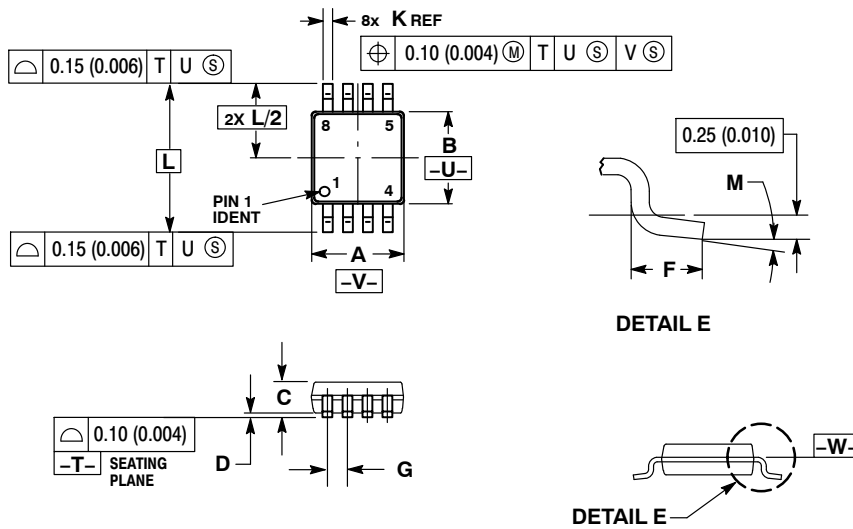 8x K REF
⌖ 0.10 (0.004) Ⓜ T U Ⓢ V Ⓢ
⌓ 0.15 (0.006) T U Ⓢ
2X L/2
8 5
B
–U–
L
PIN 1
IDENT
1
4
⌓ 0.15 (0.006) T U Ⓢ
A
–V–
0.25 (0.010)
M
F
DETAIL E
C
⌓ 0.10 (0.004)
–T– SEATING
PLANE
D
G
–W–
DETAIL E